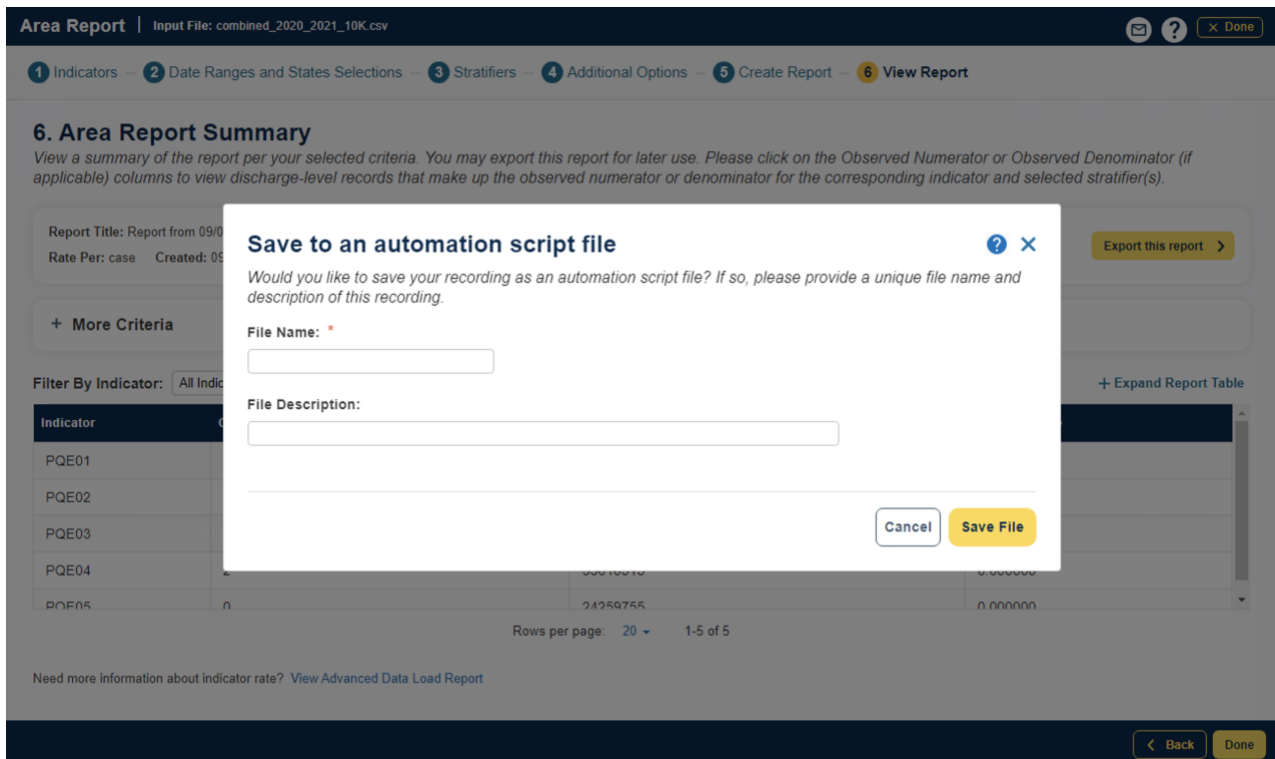 Area Report | Input File: combined_2020_2021_10K.csv
× Done
1 Indicators – 2 Date Ranges and States Selections – 3 Stratifiers – 4 Additional Options – 5 Create Report – 6 View Report
6. Area Report Summary
View a summary of the report per your selected criteria. You may export this report for later use. Please click on the Observed Numerator or Observed Denominator (if
applicable) columns to view discharge-level records that make up the observed numerator or denominator for the corresponding indicator and selected stratifier(s).
Report Title: Report from 09/0
Rate Per: case Created: 09
Export this report >
Save to an automation script file
Would you like to save your recording as an automation script file? If so, please provide a unique file name and
description of this recording.
File Name: *
File Description:
Cancel
Save File
+ More Criteria
Filter By Indicator: All Indic
+ Expand Report Table
Indicator
PQE01
PQE02
PQE03
PQE04
PQE05 0 24259755 0.000000
Rows per page: 20 1-5 of 5
Need more information about indicator rate? View Advanced Data Load Report
< Back
Done